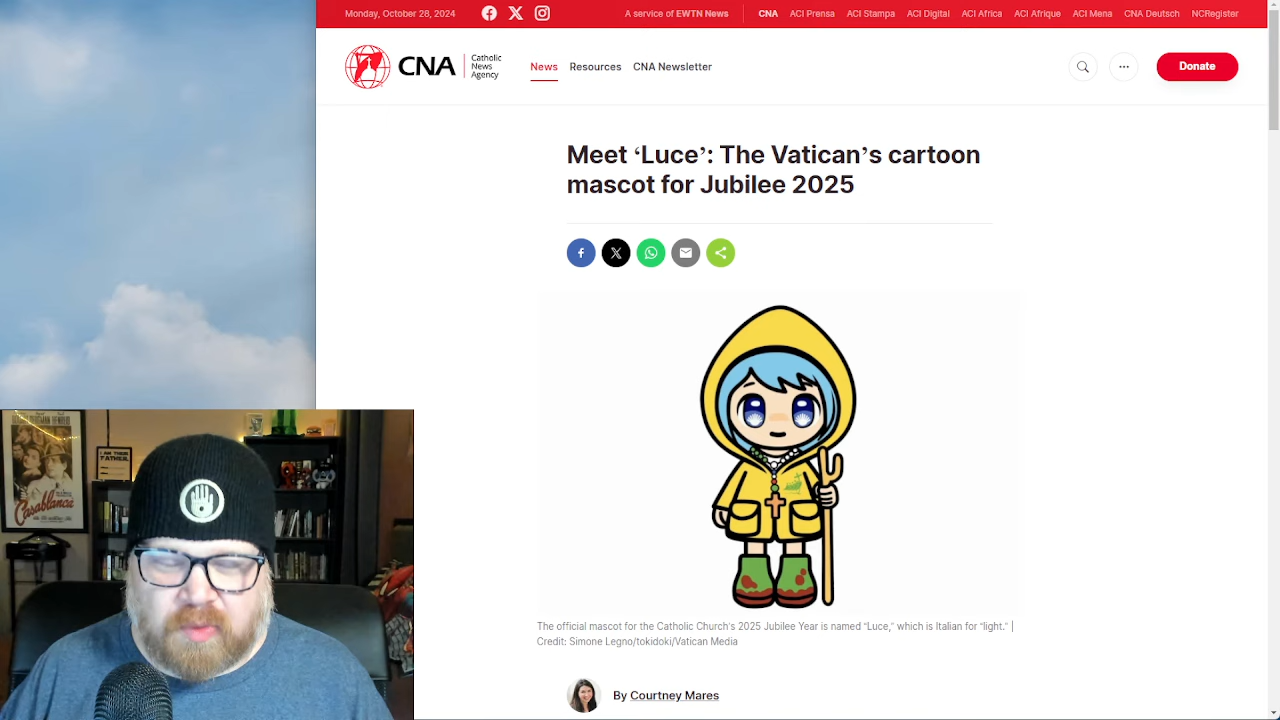 Monday, October 28, 2024
A service of EWTN News CNA ACI Prensa ACI Stampa ACI Digital ACI Africa ACI Afrique ACI Mena CNA Deutsch NCRegister
CNA
Catholic
News
Agency
News Resources CNA Newsletter
Donate
Meet ‘Luce’: The Vatican’s cartoon
mascot for Jubilee 2025
The official mascot for the Catholic Church's 2025 Jubilee Year is named “Luce,” which is Italian for “light.” |
Credit: Simone Legno/tokidoki/Vatican Media
By Courtney Mares
I AM YOUR
FATHER.
Casablanca